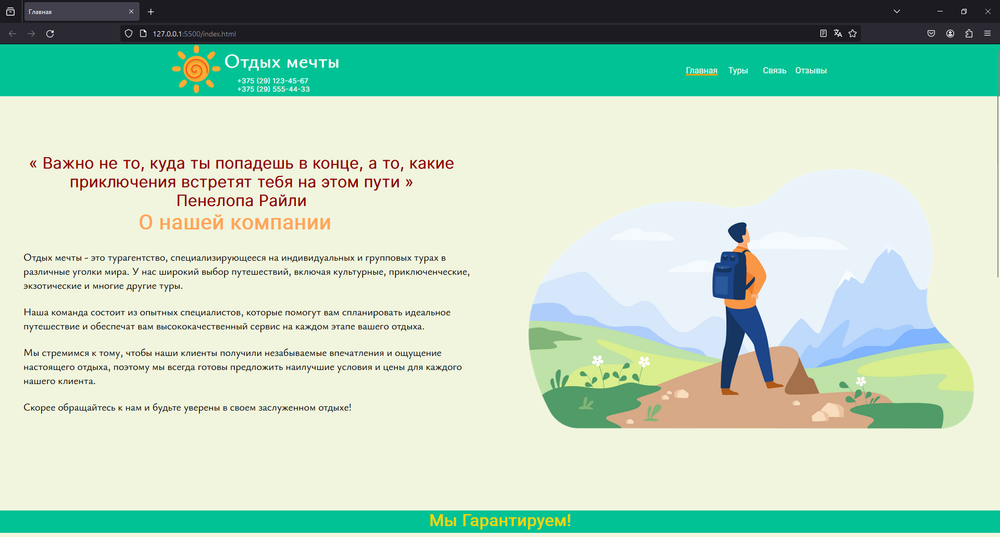 Главная
127.0.0.1:5500/index.html
Отдых мечты
+375 (29) 123-45-67
+375 (29) 555-44-33
Главная Туры Связь Отзывы
« Важно не то, куда ты попадешь в конце, а то, какие
приключения встретят тебя на этом пути »
Пенелопа Райли
О нашей компании
Отдых мечты - это турагентство, специализирующееся на индивидуальных и групповых турах в
различные уголки мира. У нас широкий выбор путешествий, включая культурные, приключенческие,
экзотические и многие другие туры.
Наша команда состоит из опытных специалистов, которые помогут вам спланировать идеальное
путешествие и обеспечат вам высококачественный сервис на каждом этапе вашего отдыха.
Мы стремимся к тому, чтобы наши клиенты получили незабываемые впечатления и ощущение
настоящего отдыха, поэтому мы всегда готовы предложить наилучшие условия и цены для каждого
нашего клиента.
Скорее обращайтесь к нам и будьте уверены в своем заслуженном отдыхе!
Мы Гарантируем!